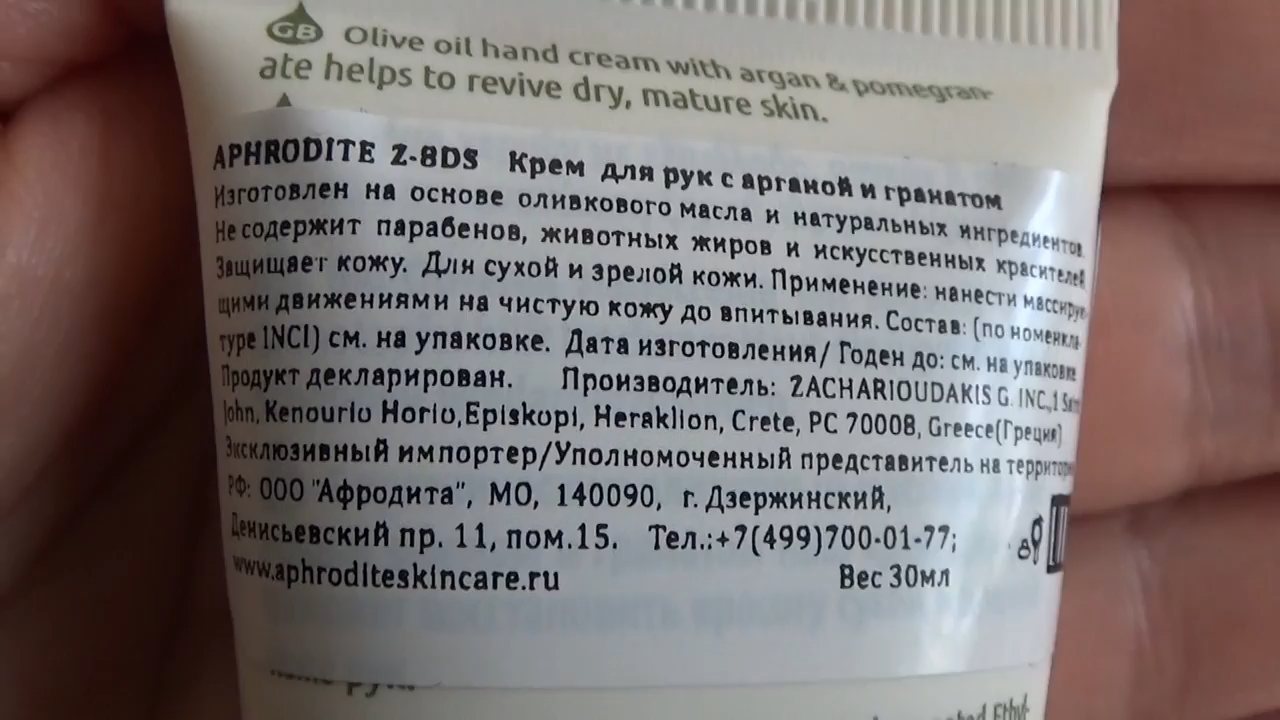 GB Olive oil hand cream with argan & pomegran-
ate helps to revive dry, mature skin.
APHRODITE Z-8DS Крем для рук с арганой и гранатом
Изготовлен на основе оливкового масла и натуральных ингредиентов.
Не содержит парабенов, животных жиров и искусственных красителей
Защищает кожу. Для сухой и зрелой кожи. Применение: нанести массирую-
щими движениями на чистую кожу до впитывания. Состав: (по номенкла-
туре INCI) см. на упаковке. Дата изготовления/ Годен до: см. на упаковке
Продукт декларирован. Производитель: ZACHARIOUDAKIS G. INC.,1
John, Kenourio Horio,Episkopi, Heraklion, Crete, PC 70008, Greece(Греция)
Эксклюзивный импортер/Уполномоченный представитель на
РФ: ООО "Афродита", МО, 140090, г. Дзержинский,
Денисьевский пр. 11, пом.15. Тел.:+7(499)700-01-77;
www.aphroditeskincare.ru Вес 30мл